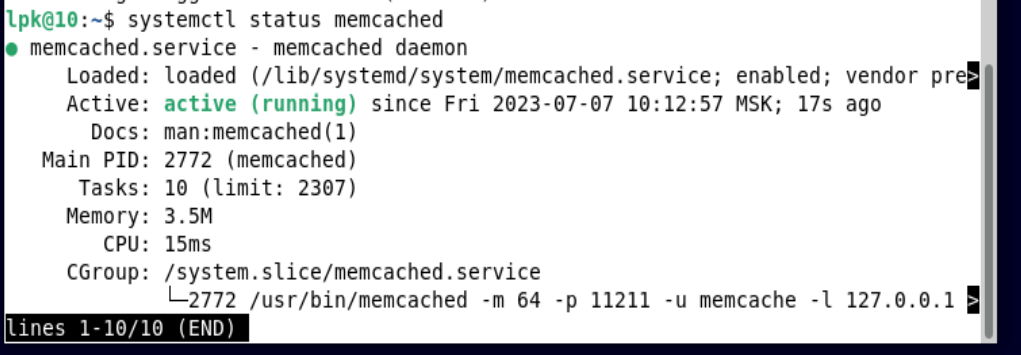 lpk@10:~$ systemctl status memcached
● memcached.service - memcached daemon
     Loaded: loaded (/lib/systemd/system/memcached.service; enabled; vendor pre>
     Active: active (running) since Fri 2023-07-07 10:12:57 MSK; 17s ago
       Docs: man:memcached(1)
   Main PID: 2772 (memcached)
      Tasks: 10 (limit: 2307)
     Memory: 3.5M
        CPU: 15ms
     CGroup: /system.slice/memcached.service
             └─2772 /usr/bin/memcached -m 64 -p 11211 -u memcache -l 127.0.0.1 >
lines 1-10/10 (END)